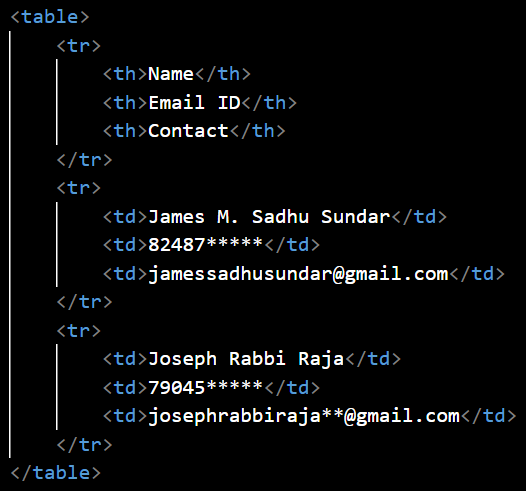 <table>
<tr>
<th>Name</th>
<th>Email ID</th>
<th>Contact</th>
</tr>
<tr>
<td>James M. Sadhu Sundar</td>
<td>82487*****</td>
<td>jamessadhusundar@gmail.com</td>
</tr>
<tr>
<td>Joseph Rabbi Raja</td>
<td>79045*****</td>
<td>josephrabbiraja**@gmail.com</td>
</tr>
</table>